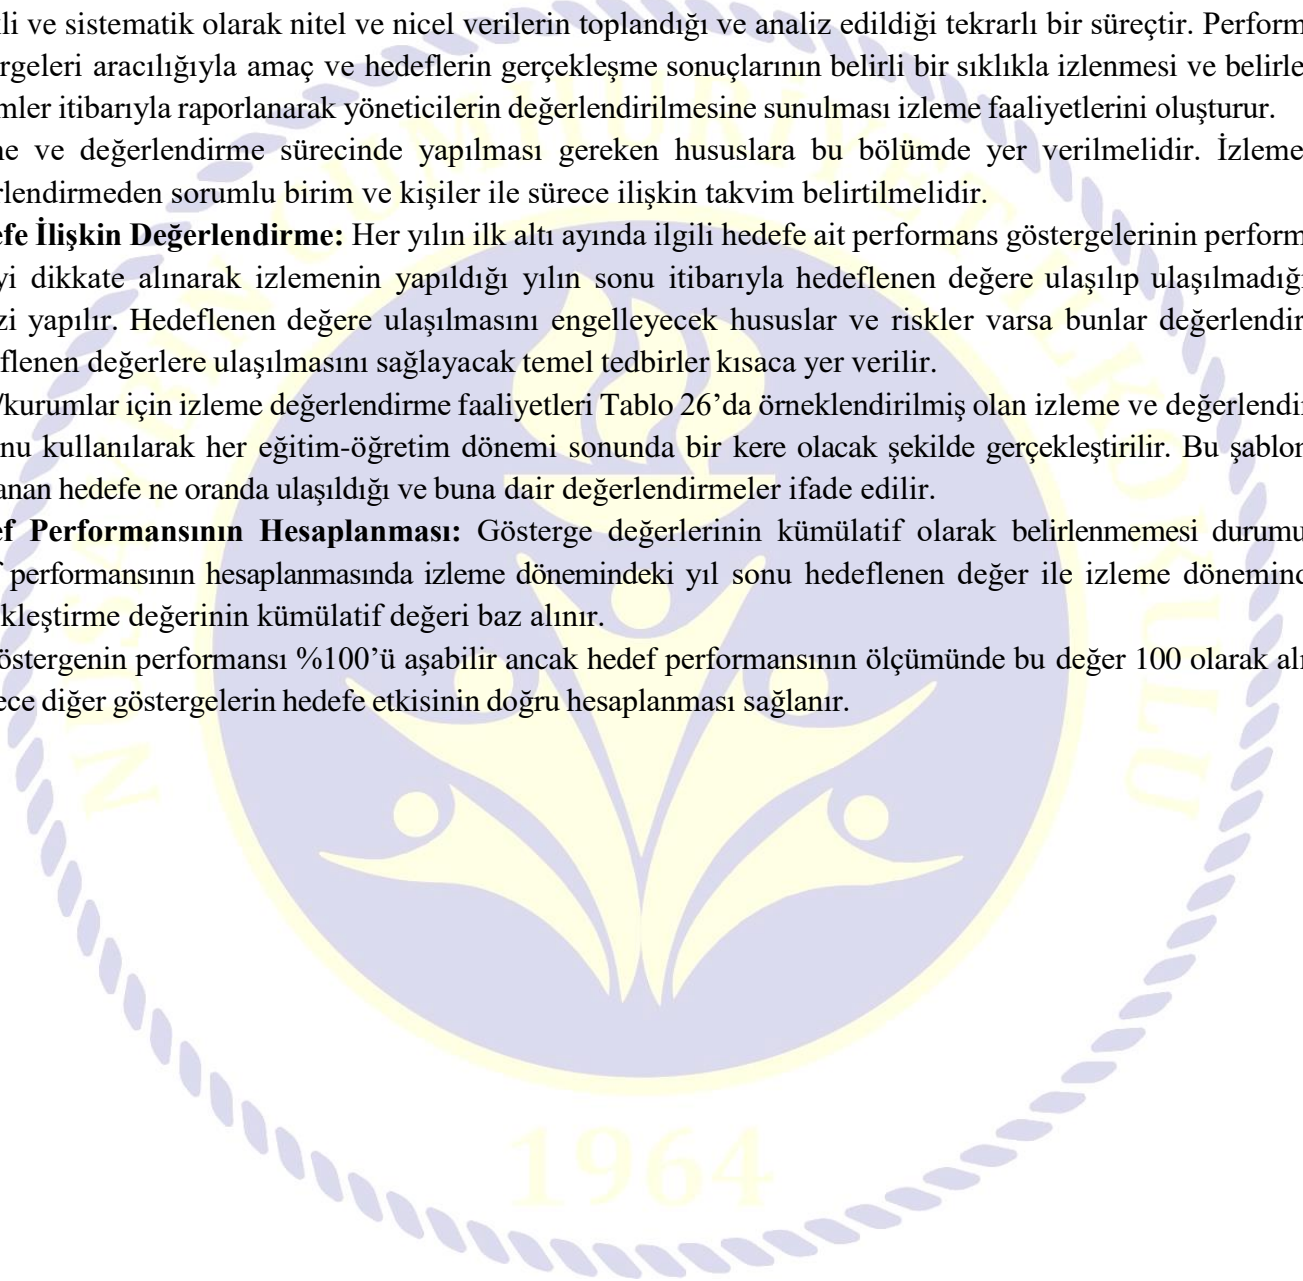 li ve sistematik olarak nitel ve nicel verilerin toplandığı ve analiz edildiği tekrarlı bir süreçtir. Perform
rgeleri aracılığıyla amaç ve hedeflerin gerçekleşme sonuçlarının belirli bir sıklıkla izlenmesi ve belirle
mler itibarıyla raporlanarak yöneticilerin değerlendirilmesine sunulması izleme faaliyetlerini oluşturur.
ne ve değerlendirme sürecinde yapılması gereken hususlara bu bölümde yer verilmelidir. İzleme
rlendirmeden sorumlu birim ve kişiler ile sürece ilişkin takvim belirtilmelidir.
efe İlişkin Değerlendirme: Her yılın ilk altı ayında ilgili hedefe ait performans göstergelerinin perform
yi dikkate alınarak izlemenin yapıldığı yılın sonu itibarıyla hedeflenen değere ulaşılıp ulaşılmadığı
zi yapılır. Hedeflenen değere ulaşılmasını engelleyecek hususlar ve riskler varsa bunlar değerlendir
flenen değerlere ulaşılmasını sağlayacak temel tedbirler kısaca yer verilir.
/kurumlar için izleme değerlendirme faaliyetleri Tablo 26’da örneklendirilmiş olan izleme ve değerlendi
nu kullanılarak her eğitim-öğretim dönemi sonunda bir kere olacak şekilde gerçekleştirilir. Bu şablon
anan hedefe ne oranda ulaşıldığı ve buna dair değerlendirmeler ifade edilir.
ef Performansının Hesaplanması: Gösterge değerlerinin kümülatif olarak belirlenmemesi durumu
f performansının hesaplanmasında izleme dönemindeki yıl sonu hedeflenen değer ile izleme dönemind
kleştirme değerinin kümülatif değeri baz alınır.
östergenin performansı %100’ü aşabilir ancak hedef performansının ölçümünde bu değer 100 olarak alı
ece diğer göstergelerin hedefe etkisinin doğru hesaplanması sağlanır.
1964